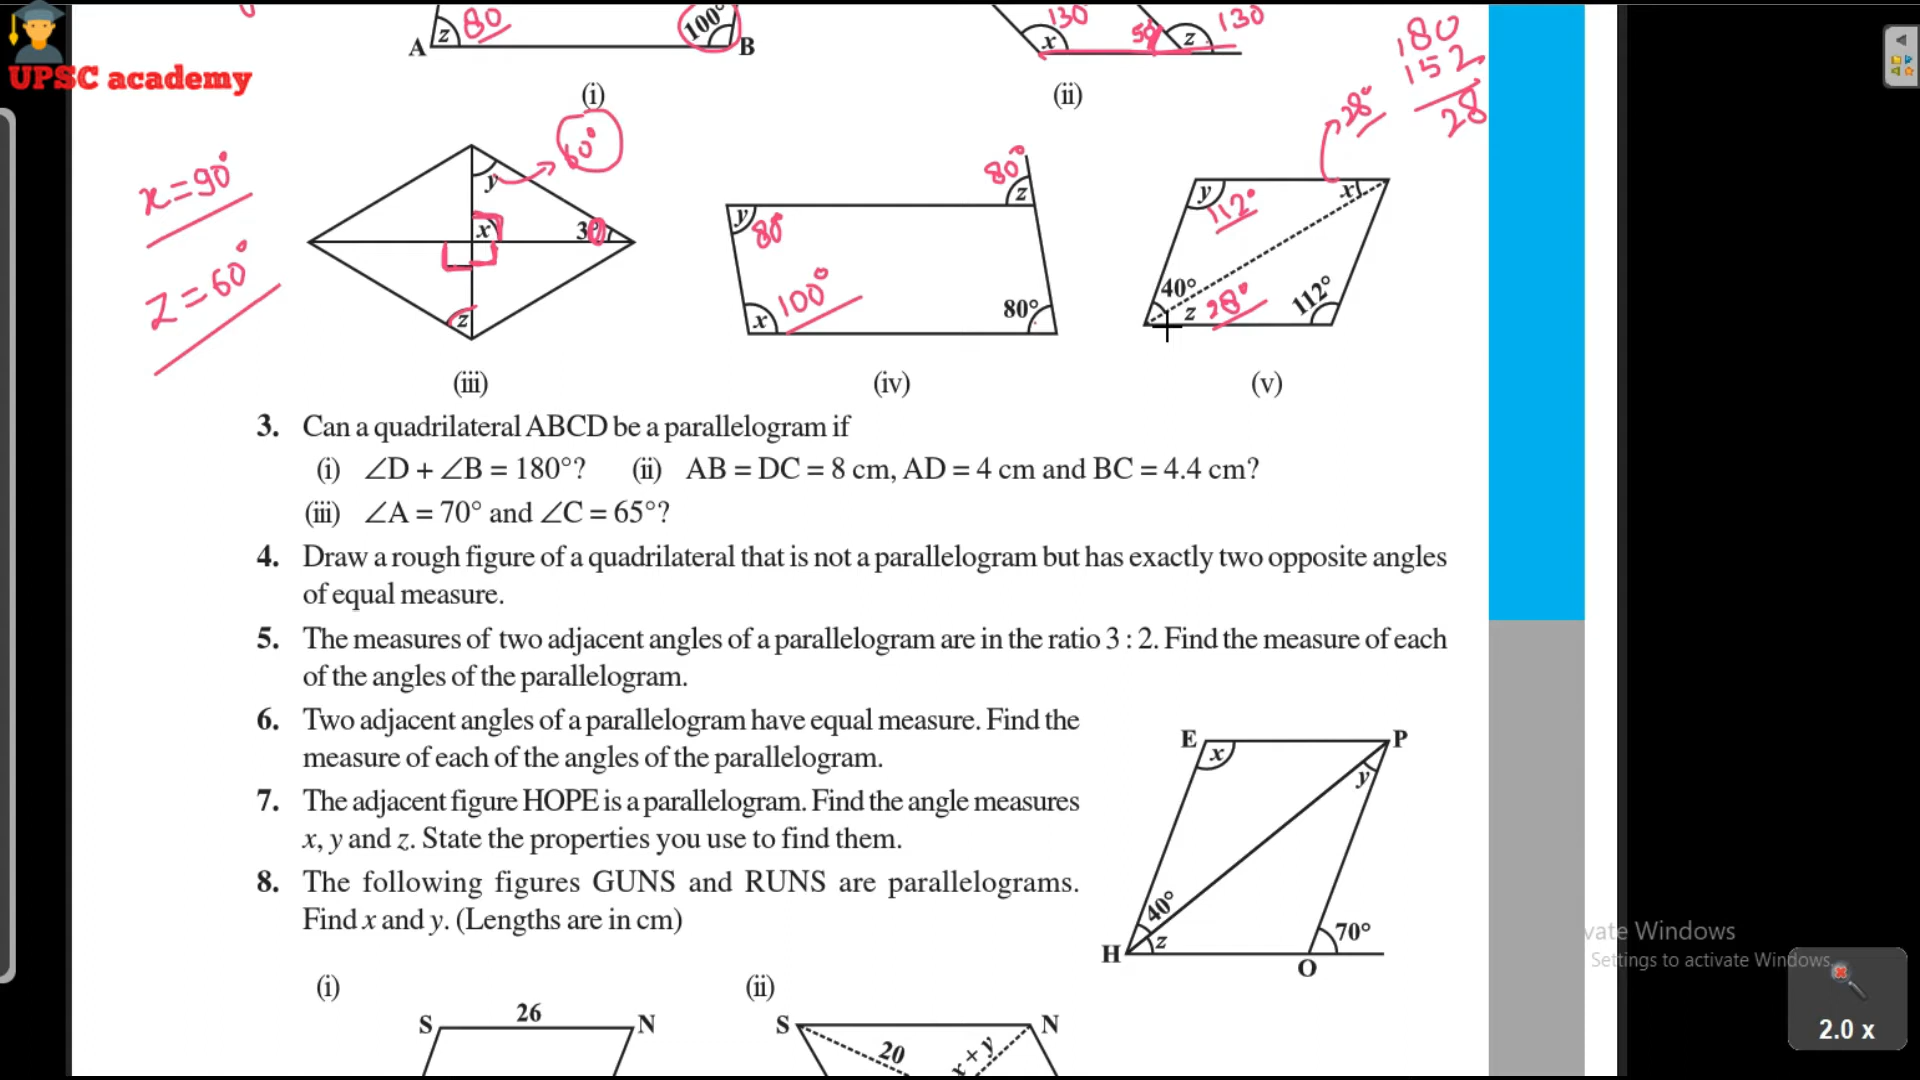 A z 80 100° B
x 130 50 z 130
180
152
28
UPSC academy
(i) (ii)
28°
x = 90°
z = 60°
60°
y x 30 z
80° z y 80° x 100° 80°
y 112° x 40° z 28° 112°
(iii) (iv) (v)
3. Can a quadrilateral ABCD be a parallelogram if
(i) ∠D + ∠B = 180°? (ii) AB = DC = 8 cm, AD = 4 cm and BC = 4.4 cm?
(iii) ∠A = 70° and ∠C = 65°?
4. Draw a rough figure of a quadrilateral that is not a parallelogram but has exactly two opposite angles
of equal measure.
5. The measures of two adjacent angles of a parallelogram are in the ratio 3 : 2. Find the measure of each
of the angles of the parallelogram.
6. Two adjacent angles of a parallelogram have equal measure. Find the
measure of each of the angles of the parallelogram.
7. The adjacent figure HOPE is a parallelogram. Find the angle measures
x, y and z. State the properties you use to find them.
8. The following figures GUNS and RUNS are parallelograms.
Find x and y. (Lengths are in cm)
E x P
y
40°
z 70°
H O
vate Windows
Settings to activate Windows.
(i) (ii)
S 26 N
S N
20 x + y
2.0 x